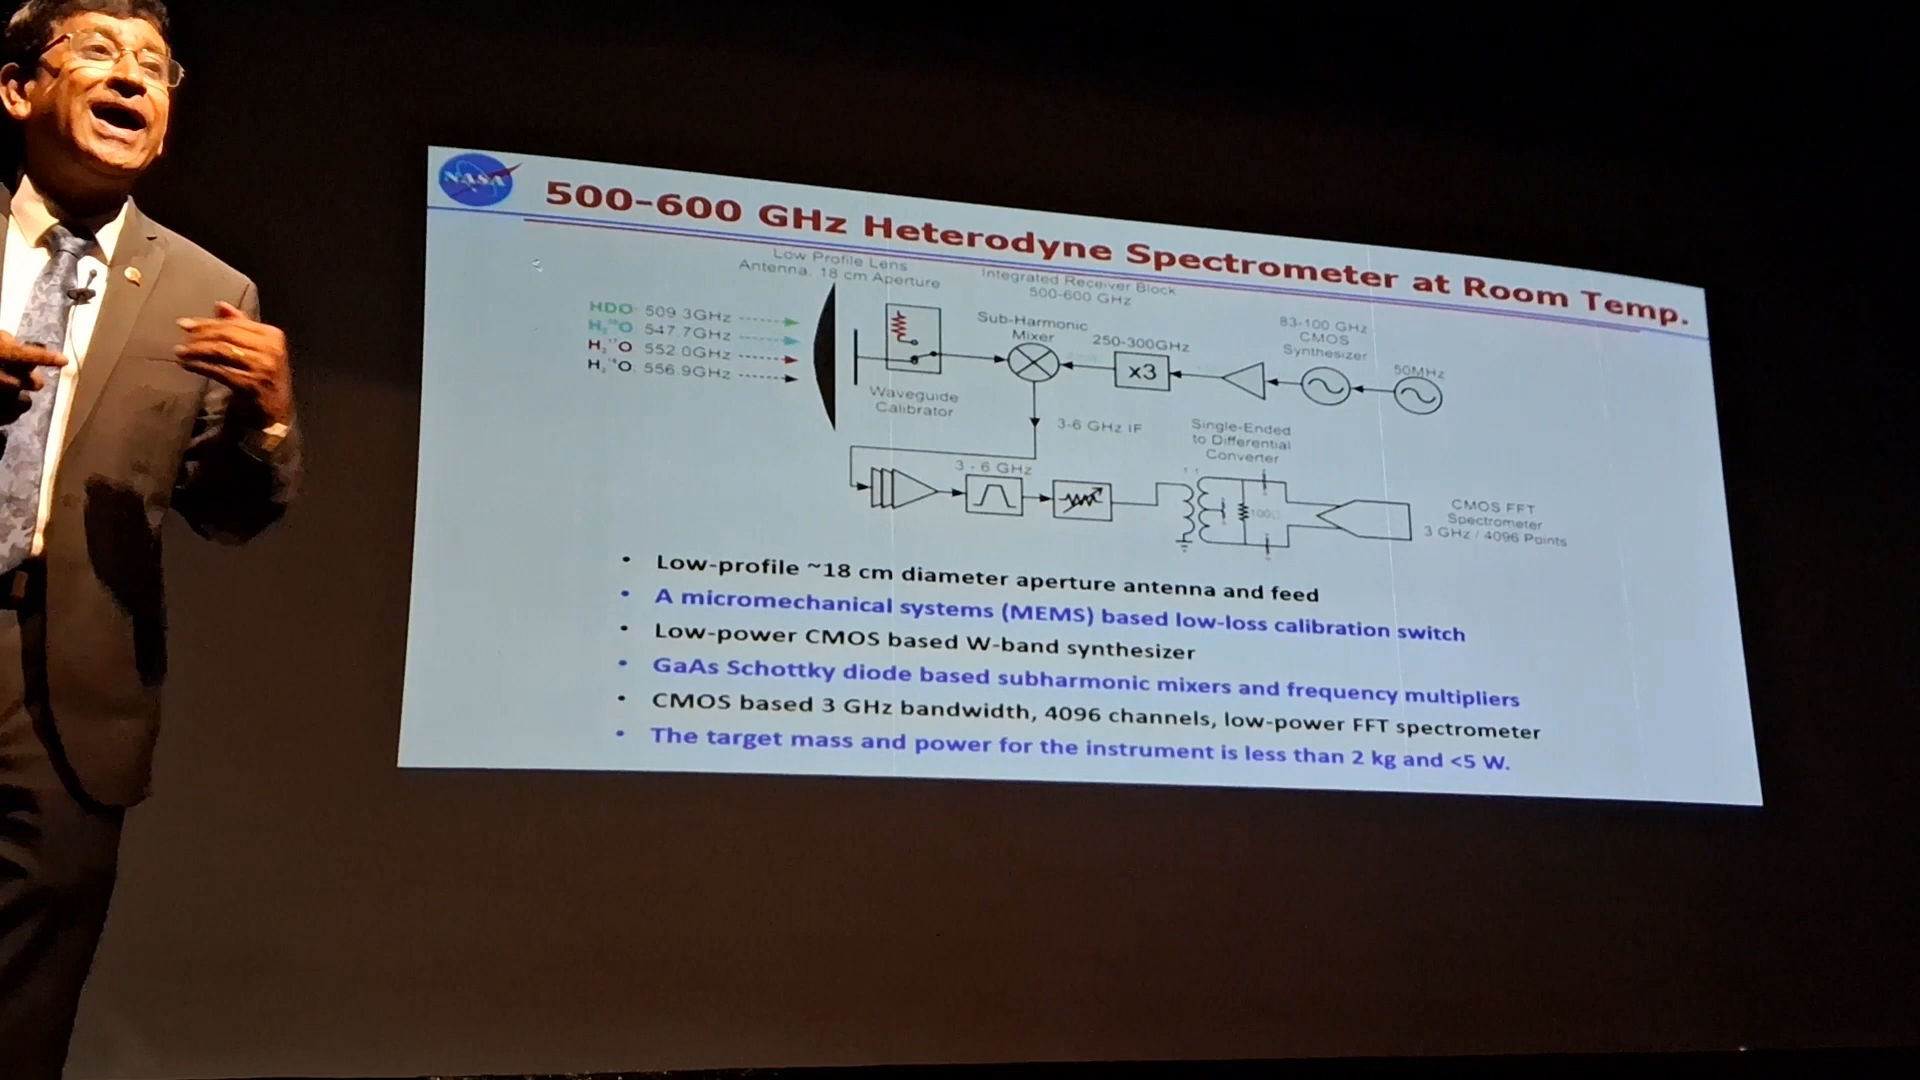 NASA
500-600 GHz Heterodyne Spectrometer at Room Temp.
Low Profile Lens
Antenna: 18 cm Aperture
Integrated Receiver Block
500-600 GHz
HDO: 509.3GHz
H₂¹⁸O: 547.7GHz
H₂¹⁷O: 552.0GHz
H₂¹⁶O: 556.9GHz
Waveguide
Calibrator
Sub-Harmonic
Mixer
250-300GHz
x3
83-100 GHz
CMOS
Synthesizer
50MHz
3-6 GHz IF
3 - 6 GHz
Single-Ended
to Differential
Converter
100Ω
CMOS FFT
Spectrometer
3 GHz / 4096 Points
• Low-profile ~18 cm diameter aperture antenna and feed
• A micromechanical systems (MEMS) based low-loss calibration switch
• Low-power CMOS based W-band synthesizer
• GaAs Schottky diode based subharmonic mixers and frequency multipliers
• CMOS based 3 GHz bandwidth, 4096 channels, low-power FFT spectrometer
• The target mass and power for the instrument is less than 2 kg and <5 W.